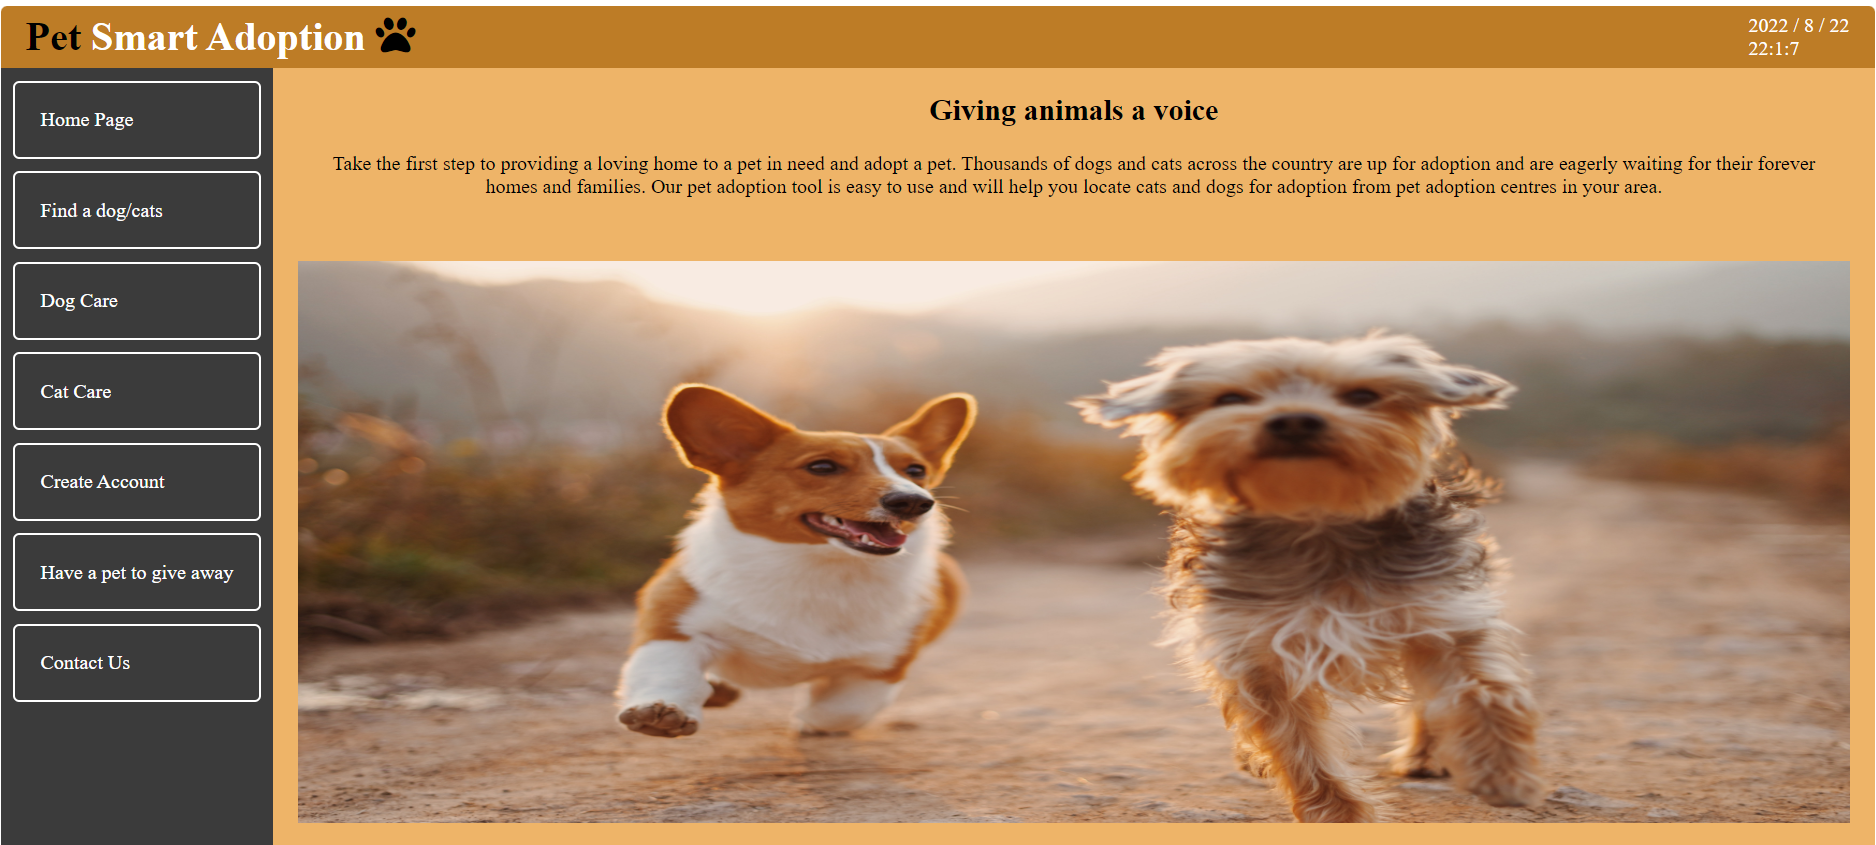 Pet Smart Adoption
2022 / 8 / 22
22:1:7
Home Page
Find a dog/cats
Dog Care
Cat Care
Create Account
Have a pet to give away
Contact Us
Giving animals a voice
Take the first step to providing a loving home to a pet in need and adopt a pet. Thousands of dogs and cats across the country are up for adoption and are eagerly waiting for their forever
homes and families. Our pet adoption tool is easy to use and will help you locate cats and dogs for adoption from pet adoption centres in your area.